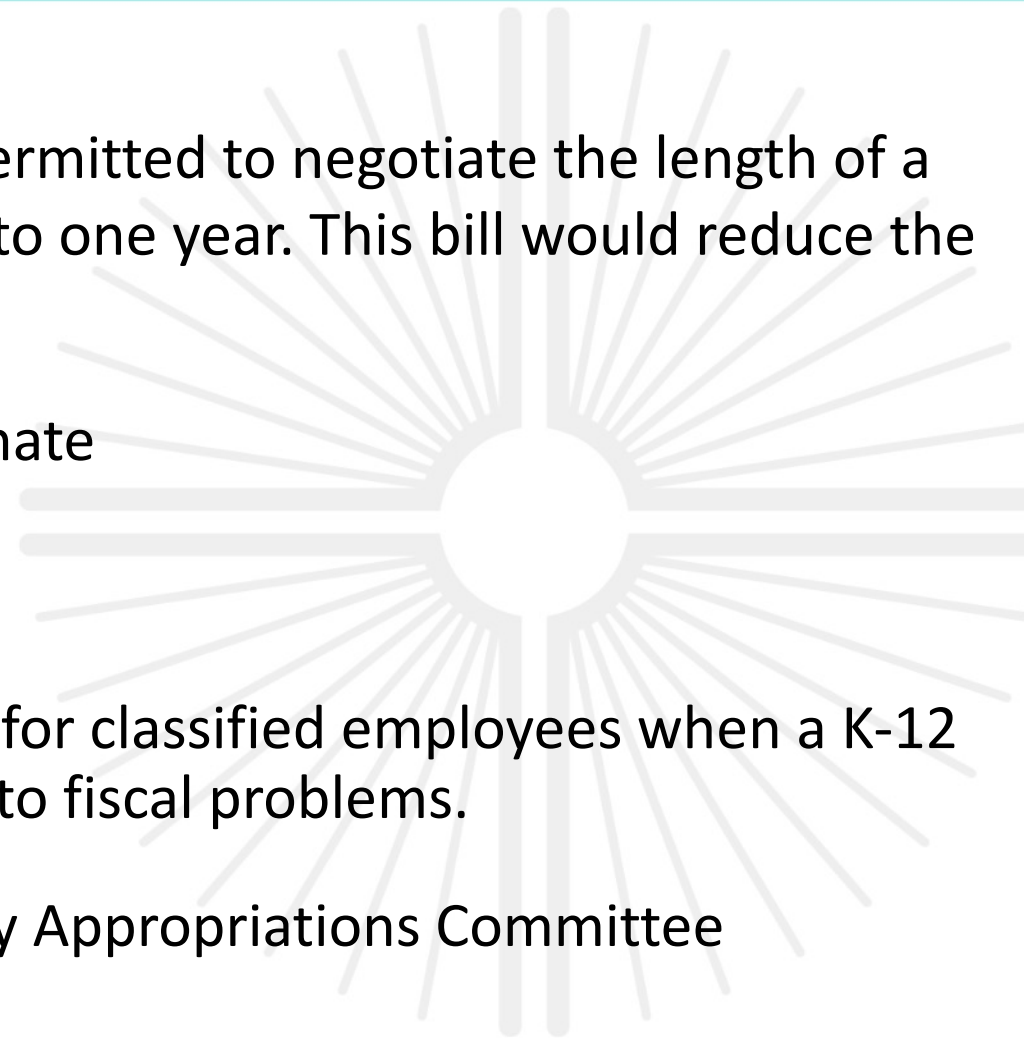 ermitted to negotiate the length of a
to one year. This bill would reduce the
nate
for classified employees when a K-12
to fiscal problems.
y Appropriations Committee